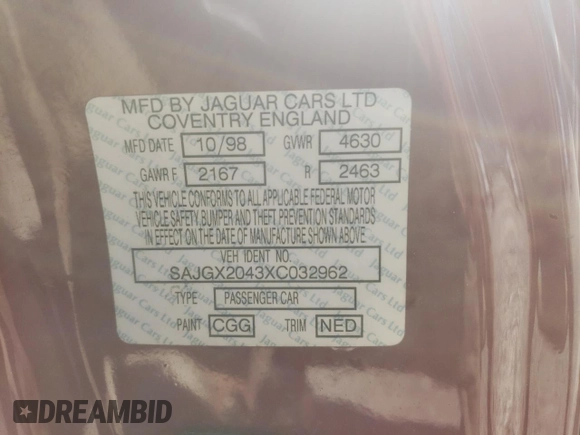 MFD BY JAGUAR CARS LTD
COVENTRY ENGLAND
MFD DATE 10/98 GVWR 4630
GAWR F 2167 R 2463
THIS VEHICLE CONFORMS TO ALL APPLICABLE FEDERAL MOTOR
VEHICLE SAFETY, BUMPER AND THEFT PREVENTION STANDARDS
IN EFFECT ON THE DATE OF MANUFACTURE SHOWN ABOVE
VEH IDENT NO.
SAJGX2043XC032962
TYPE PASSENGER CAR
PAINT CGG TRIM NED
DREAMBID